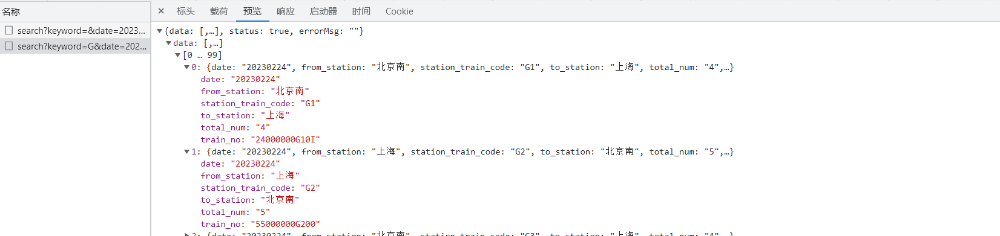 名称
× 标头 载荷 预览 响应 启动器 时间 Cookie
search?keyword=&date=2023...
search?keyword=G&date=202...
▼{data: [,…], status: true, errorMsg: ""}
▼data: [,…]
▼[0 … 99]
▼0: {date: "20230224", from_station: "北京南", station_train_code: "G1", to_station: "上海", total_num: "4",…}
date: "20230224"
from_station: "北京南"
station_train_code: "G1"
to_station: "上海"
total_num: "4"
train_no: "24000000G10I"
▼1: {date: "20230224", from_station: "上海", station_train_code: "G2", to_station: "北京南", total_num: "5",…}
date: "20230224"
from_station: "上海"
station_train_code: "G2"
to_station: "北京南"
total_num: "5"
train_no: "55000000G200"
▶2: {date: "20230224", from_station: "北京南", station_train_code: "G3", to_station: "上海", total_num: "4",…}